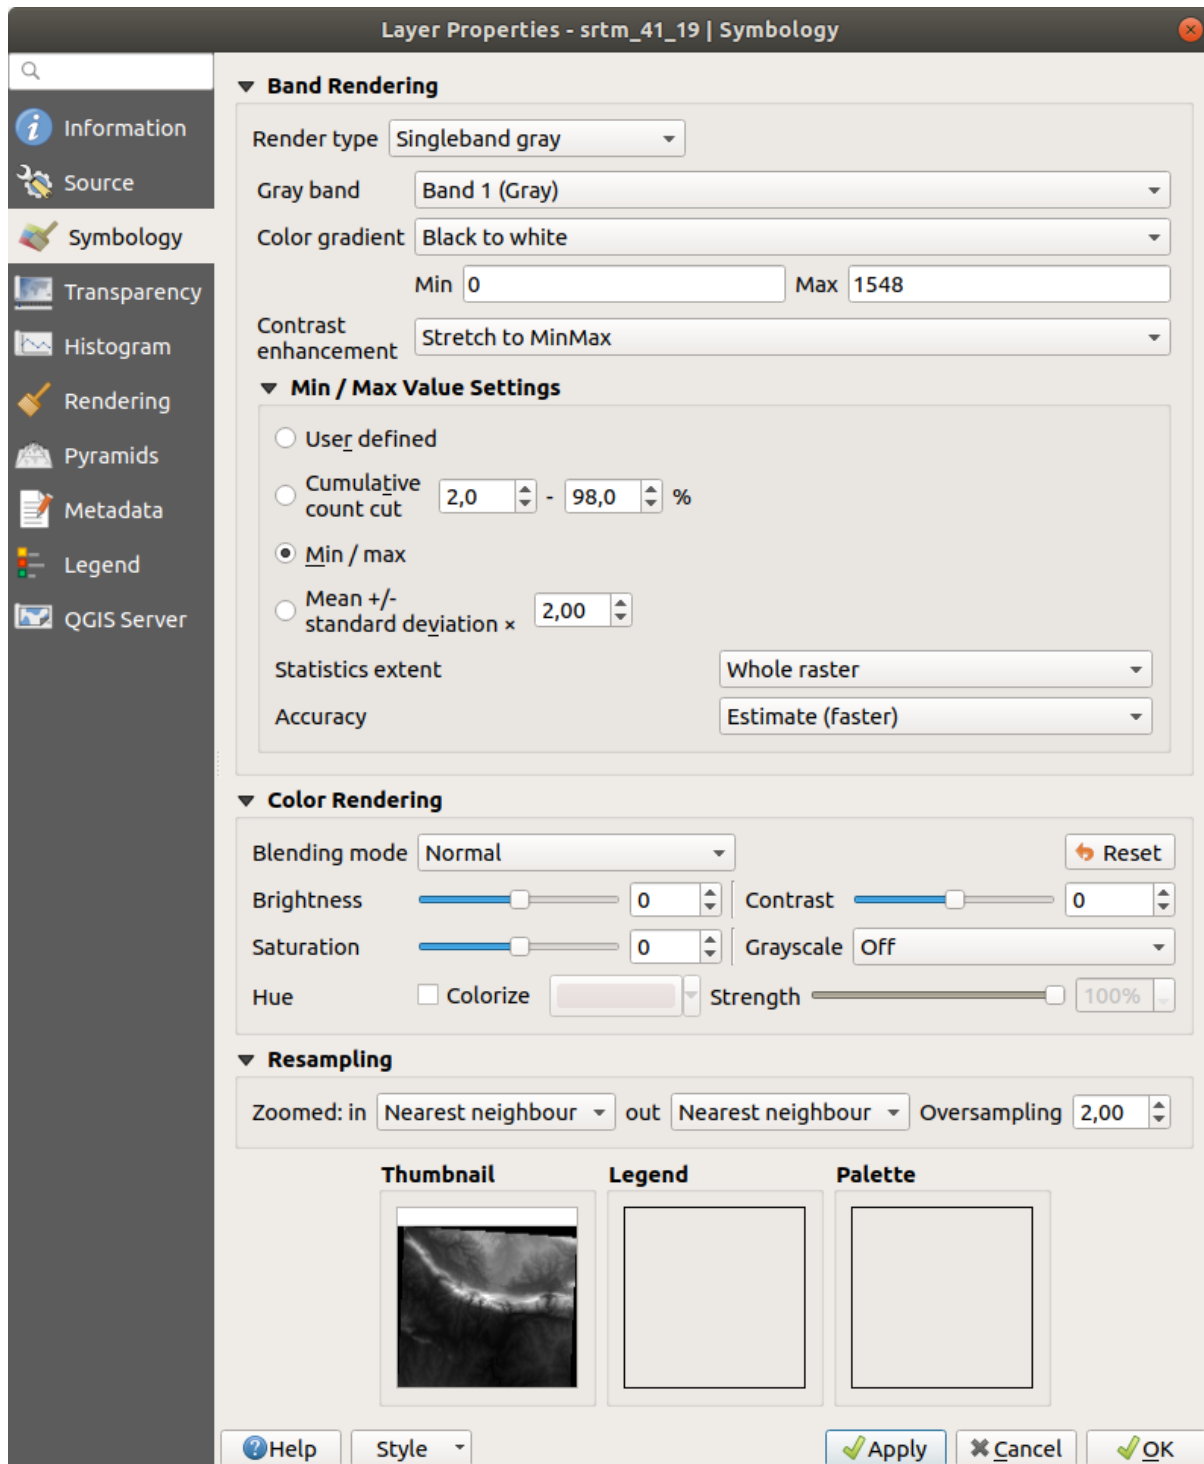 Layer Properties - srtm_41_19 | Symbology
Information
Source
Symbology
Transparency
Histogram
Rendering
Pyramids
Metadata
Legend
QGIS Server
Band Rendering
Render type Singleband gray
Gray band Band 1 (Gray)
Color gradient Black to white
Min 0 Max 1548
Contrast
enhancement Stretch to MinMax
Min / Max Value Settings
User defined
Cumulative
count cut 2,0 - 98,0 %
Min / max
Mean +/-
standard deviation × 2,00
Statistics extent Whole raster
Accuracy Estimate (faster)
Color Rendering
Blending mode Normal Reset
Brightness 0 Contrast 0
Saturation 0 Grayscale Off
Hue Colorize Strength 100%
Resampling
Zoomed: in Nearest neighbour out Nearest neighbour Oversampling 2,00
Thumbnail Legend Palette
Help Style Apply Cancel OK